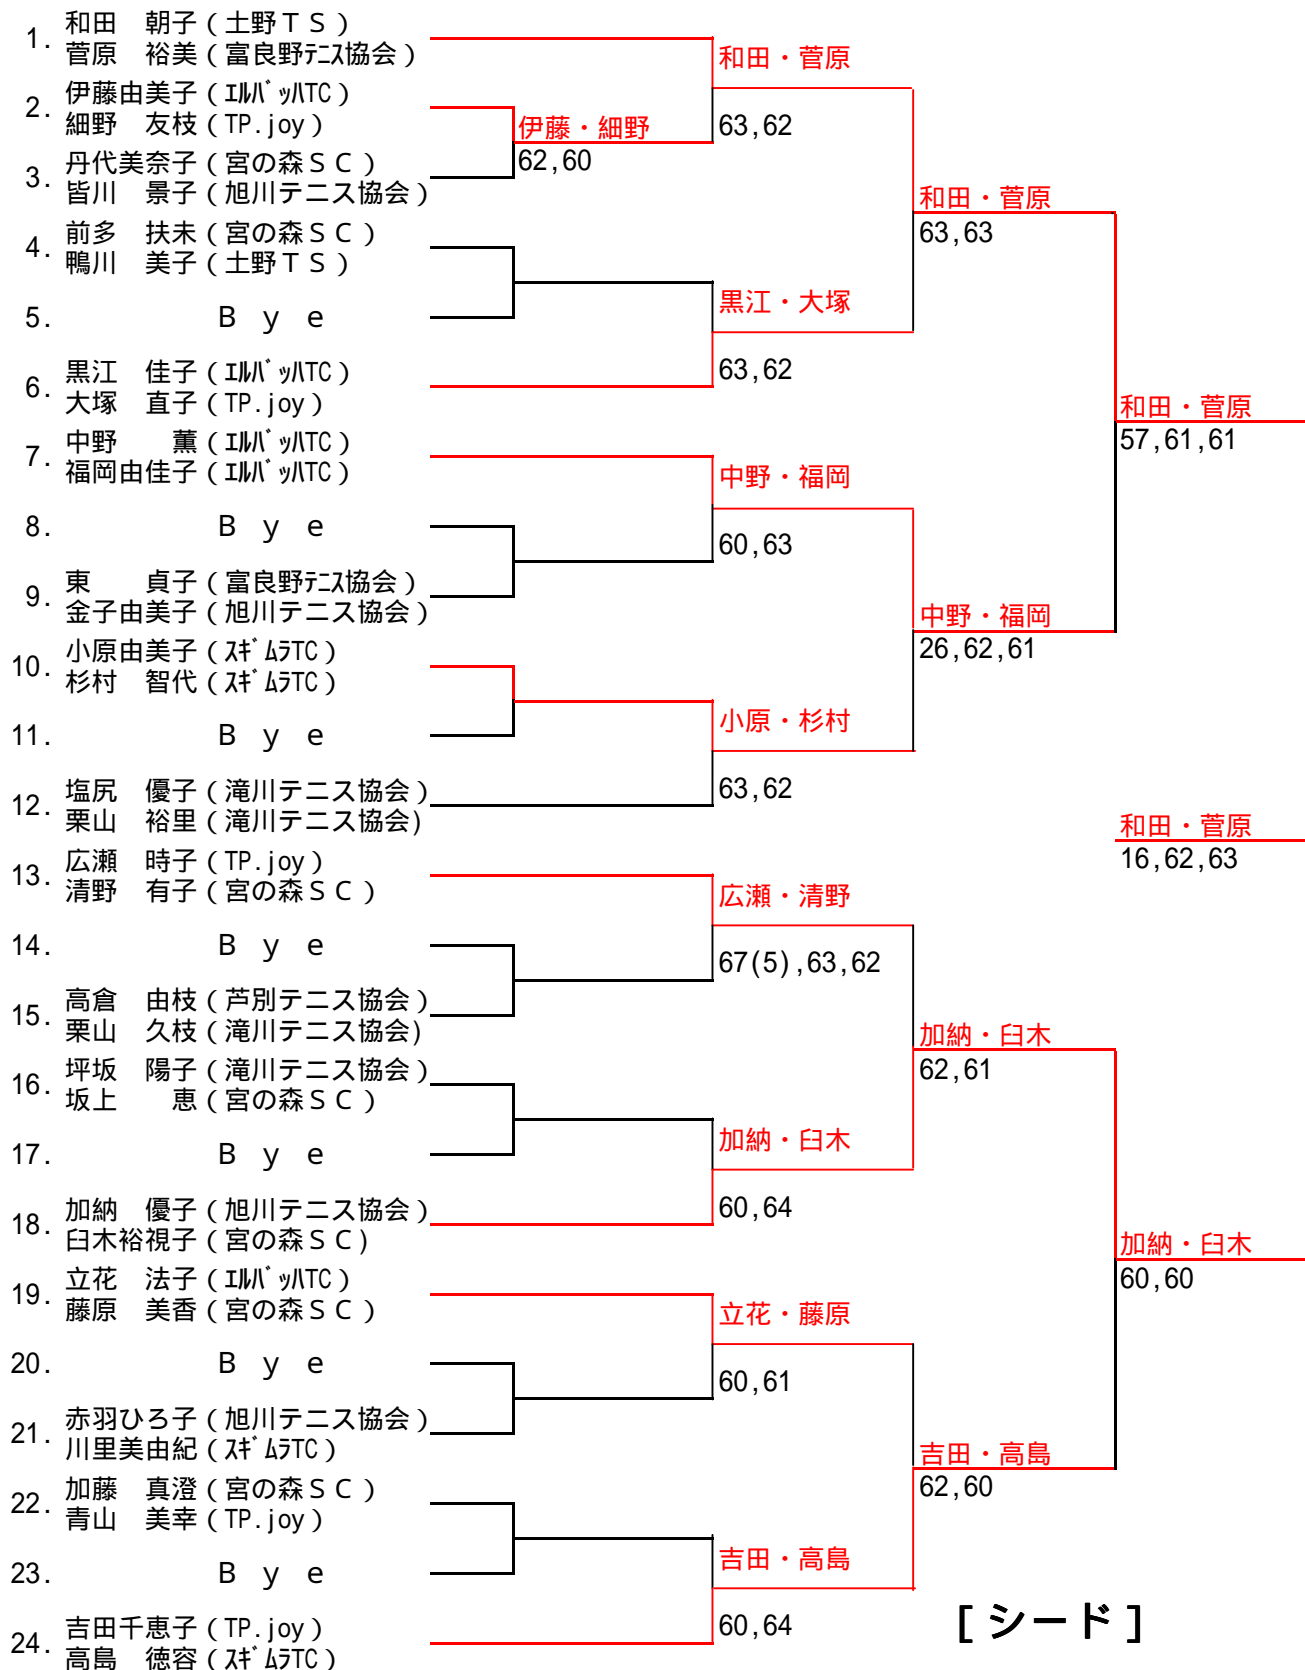 1. 和田　朝子(土野ＴＳ)
菅原　裕美(富良野ﾃﾆｽ協会)
和田・菅原
63,62
2. 伊藤由美子(ｴﾙﾊﾞｯﾊTC)
細野　友枝(TP.joy)
伊藤・細野
62,60
3. 丹代美奈子(宮の森ＳＣ)
皆川　景子(旭川テニス協会)
和田・菅原
63,63
4. 前多　扶未(宮の森ＳＣ)
鴨川　美子(土野ＴＳ)
5. Ｂｙｅ
黒江・大塚
63,62
6. 黒江　佳子(ｴﾙﾊﾞｯﾊTC)
大塚　直子(TP.joy)
和田・菅原
57,61,61
7. 中野　　薫(ｴﾙﾊﾞｯﾊTC)
福岡由佳子(ｴﾙﾊﾞｯﾊTC)
中野・福岡
60,63
8. Ｂｙｅ
9. 東　　貞子(富良野ﾃﾆｽ協会)
金子由美子(旭川テニス協会)
中野・福岡
26,62,61
10. 小原由美子(ｽｷﾞﾑﾗTC)
杉村　智代(ｽｷﾞﾑﾗTC)
11. Ｂｙｅ
小原・杉村
63,62
12. 塩尻　優子(滝川テニス協会)
栗山　裕里(滝川テニス協会)
和田・菅原
16,62,63
13. 広瀬　時子(TP.joy)
清野　有子(宮の森ＳＣ)
広瀬・清野
67(5),63,62
14. Ｂｙｅ
15. 高倉　由枝(芦別テニス協会)
栗山　久枝(滝川テニス協会)
加納・臼木
62,61
16. 坪坂　陽子(滝川テニス協会)
坂上　　恵(宮の森ＳＣ)
17. Ｂｙｅ
加納・臼木
60,64
18. 加納　優子(旭川テニス協会)
臼木裕視子(宮の森ＳＣ)
加納・臼木
60,60
19. 立花　法子(ｴﾙﾊﾞｯﾊTC)
藤原　美香(宮の森ＳＣ)
立花・藤原
60,61
20. Ｂｙｅ
21. 赤羽ひろ子(旭川テニス協会)
川里美由紀(ｽｷﾞﾑﾗTC)
吉田・高島
62,60
22. 加藤　真澄(宮の森ＳＣ)
青山　美幸(TP.joy)
23. Ｂｙｅ
吉田・高島
60,64
24. 吉田千恵子(TP.joy)
高島　徳容(ｽｷﾞﾑﾗTC)
[シード]